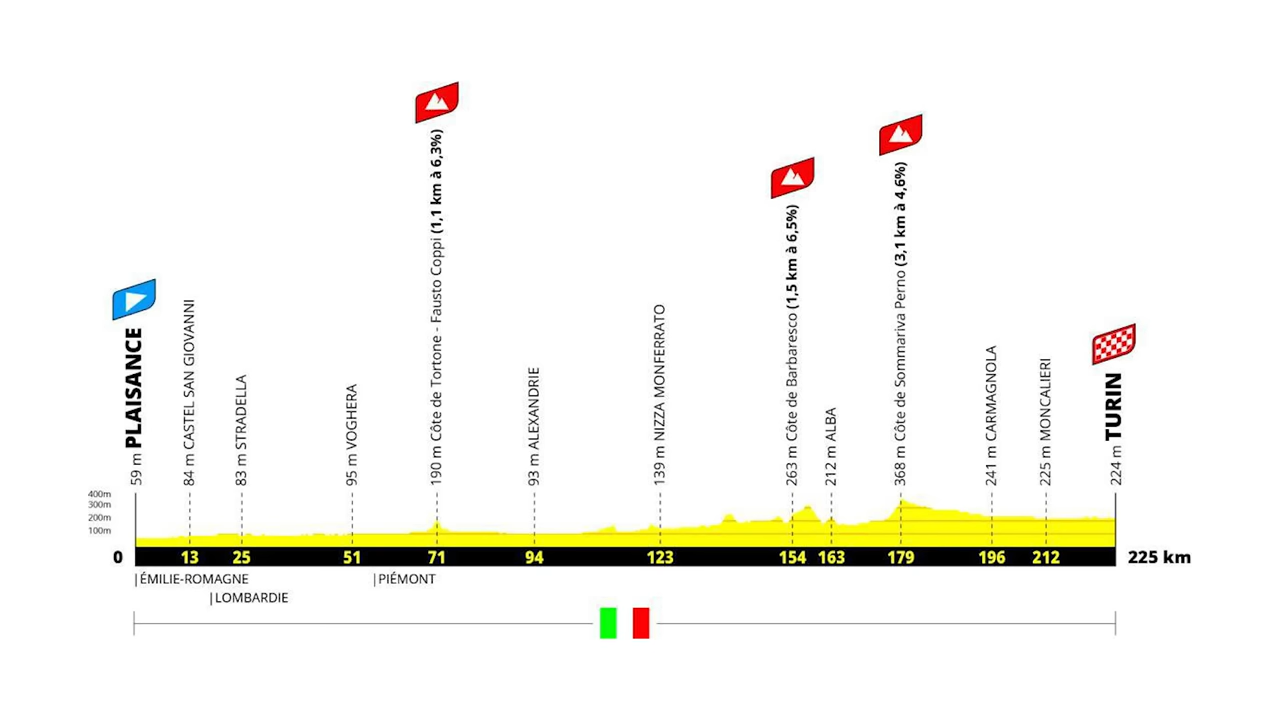 59 m PLAISANCE
84 m CASTEL SAN GIOVANNI
83 m STRADELLA
95 m VOGHERA
190 m Côte de Tortone - Fausto Coppi (1,1 km à 6,3%)
93 m ALEXANDRIE
139 m NIZZA MONFERRATO
263 m Côte de Barbaresco (1,5 km à 6,5%)
212 m ALBA
368 m Côte de Sommariva Perno (3,1 km à 4,6%)
241 m CARMAGNOLA
225 m MONCALIERI
224 m TURIN
400m
300m
200m
100m
0 13 25 51 71 94 123 154 163 179 196 212 225 km
|ÉMILIE-ROMAGNE |PIÉMONT
|LOMBARDIE